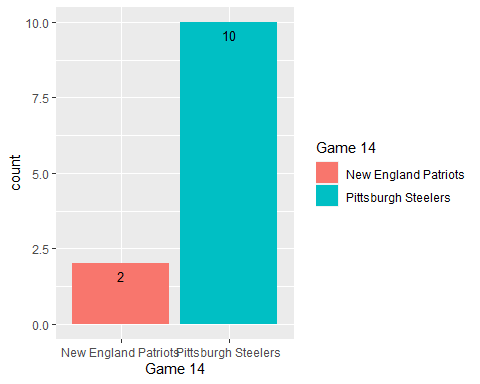 10.0
7.5
5.0
2.5
0.0
count
10
2
New England Patriots
Pittsburgh Steelers
Game 14
Game 14
New England Patriots
Pittsburgh Steelers